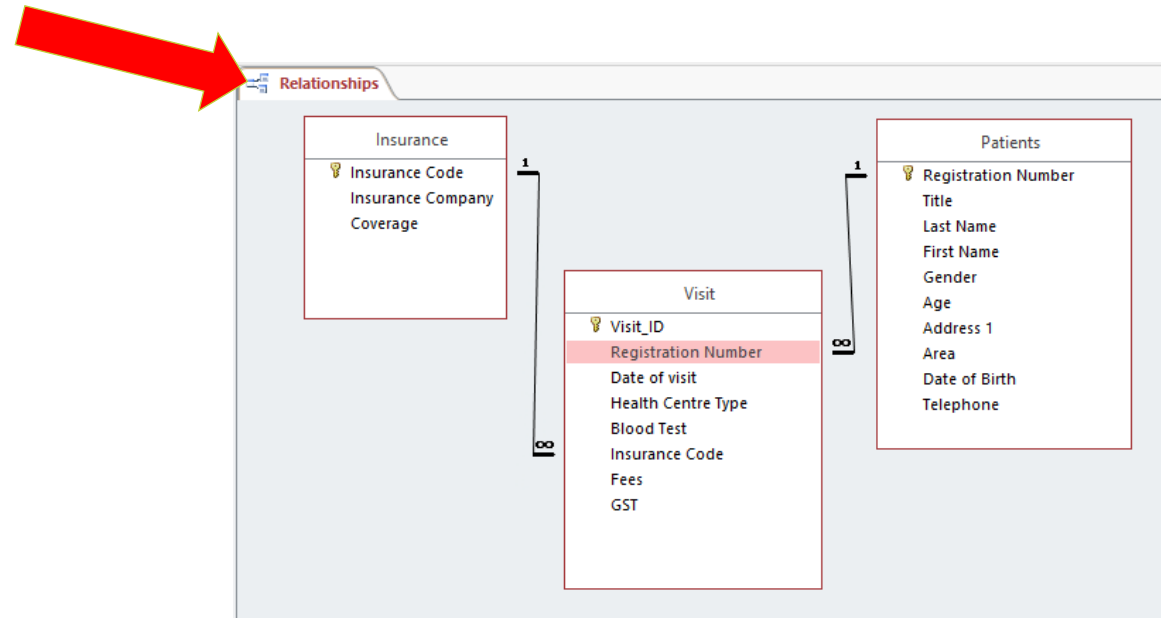 Relationships
Insurance
Insurance Code
Insurance Company
Coverage
1
∞
Visit
Visit_ID
Registration Number
Date of visit
Health Centre Type
Blood Test
Insurance Code
Fees
GST
1
∞
Patients
Registration Number
Title
Last Name
First Name
Gender
Age
Address 1
Area
Date of Birth
Telephone